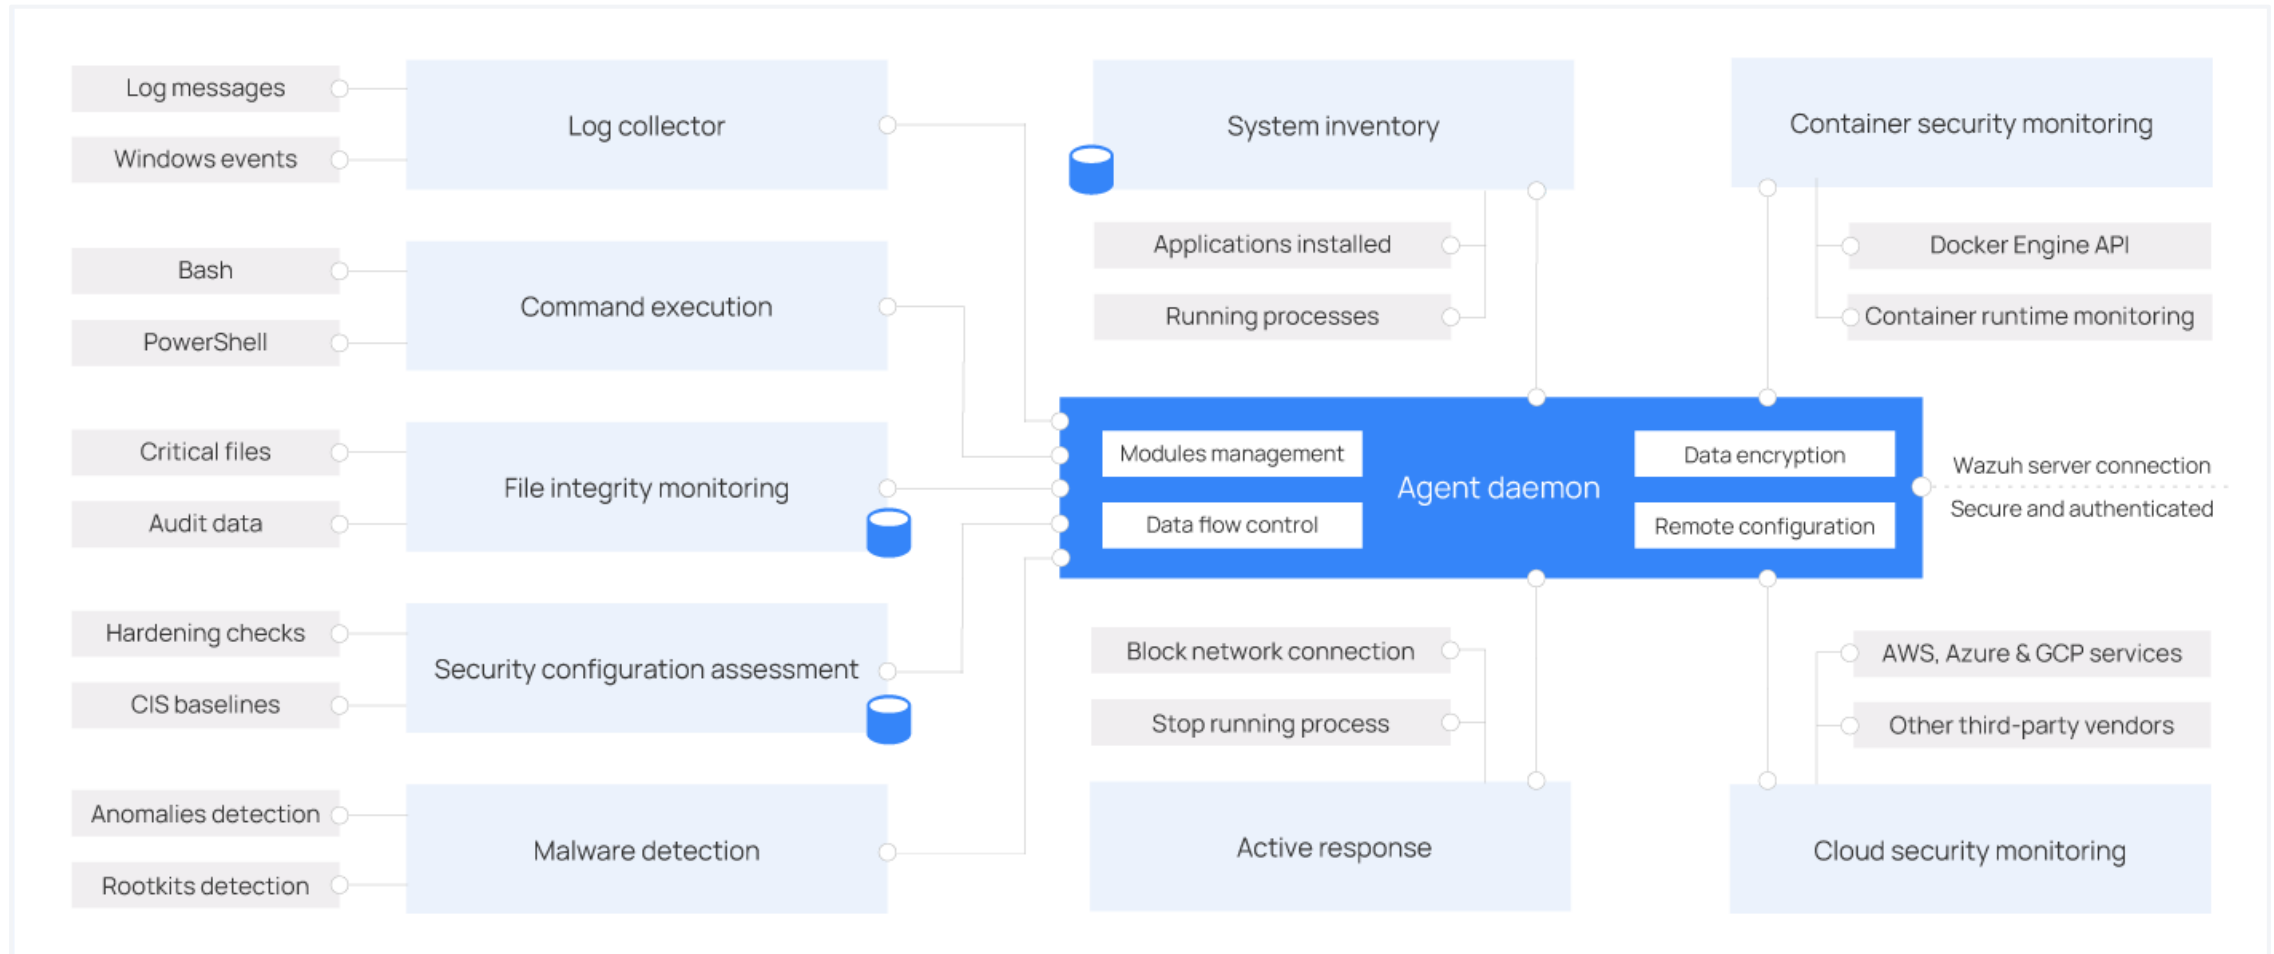 Log messages
Windows events
Log collector
Bash
PowerShell
Command execution
Critical files
Audit data
File integrity monitoring
Hardening checks
CIS baselines
Security configuration assessment
Anomalies detection
Rootkits detection
Malware detection
System inventory
Applications installed
Running processes
Container security monitoring
Docker Engine API
Container runtime monitoring
Modules management
Data flow control
Agent daemon
Data encryption
Remote configuration
Wazuh server connection
Secure and authenticated
Block network connection
Stop running process
Active response
AWS, Azure & GCP services
Other third-party vendors
Cloud security monitoring